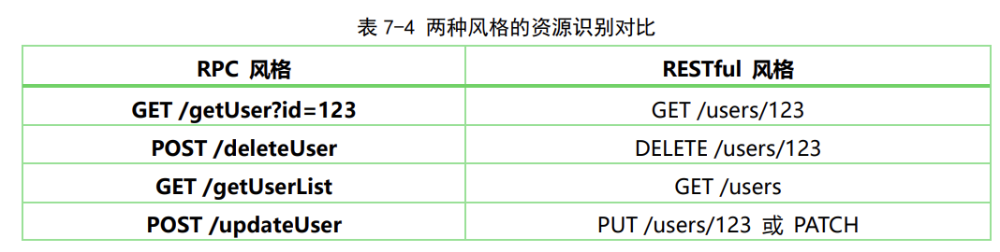 表 7-4 两种风格的资源识别对比
RPC 风格 RESTful 风格
GET /getUser?id=123 GET /users/123
POST /deleteUser DELETE /users/123
GET /getUserList GET /users
POST /updateUser PUT /users/123 或 PATCH